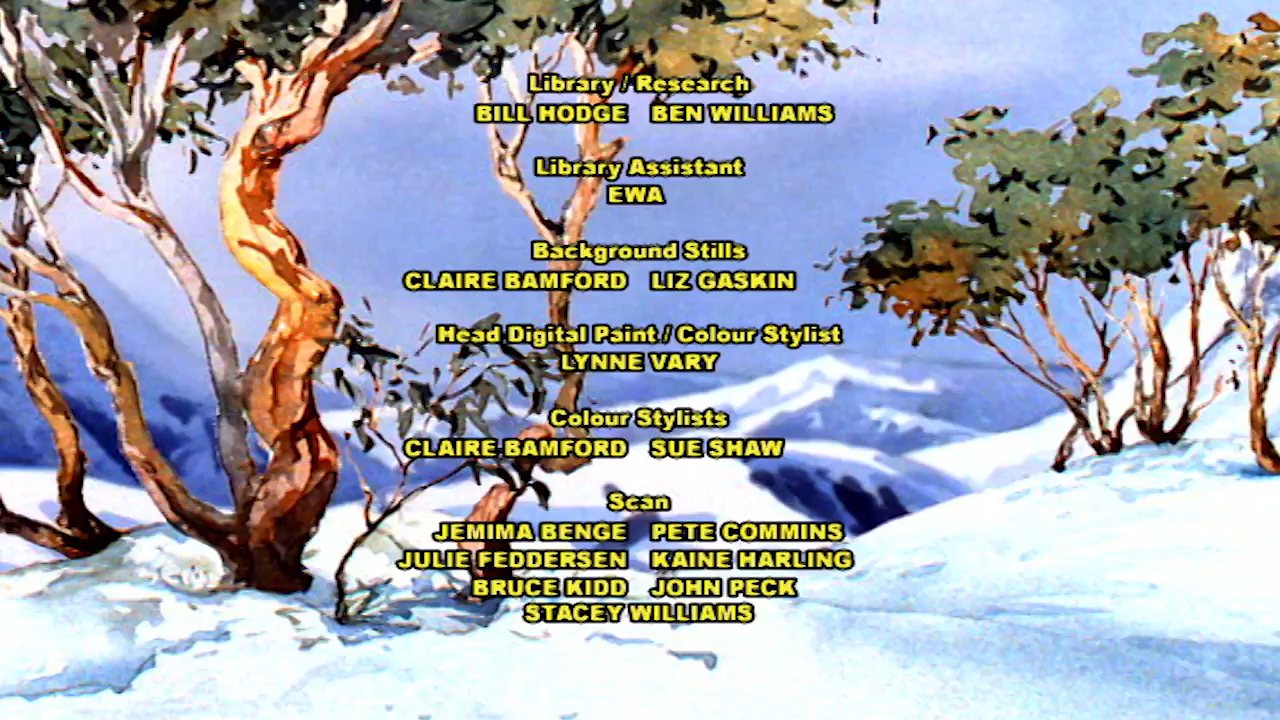 Library / Research
BILL HODGE BEN WILLIAMS
Library Assistant
EWA
Background Stills
CLAIRE BAMFORD LIZ GASKIN
Head Digital Paint / Colour Stylist
LYNNE VARY
Colour Stylists
CLAIRE BAMFORD SUE SHAW
Scan
JEMIMA BENGE PETE COMMINS
JULIE FEDDERSEN KAINE HARLING
BRUCE KIDD JOHN PECK
STACEY WILLIAMS